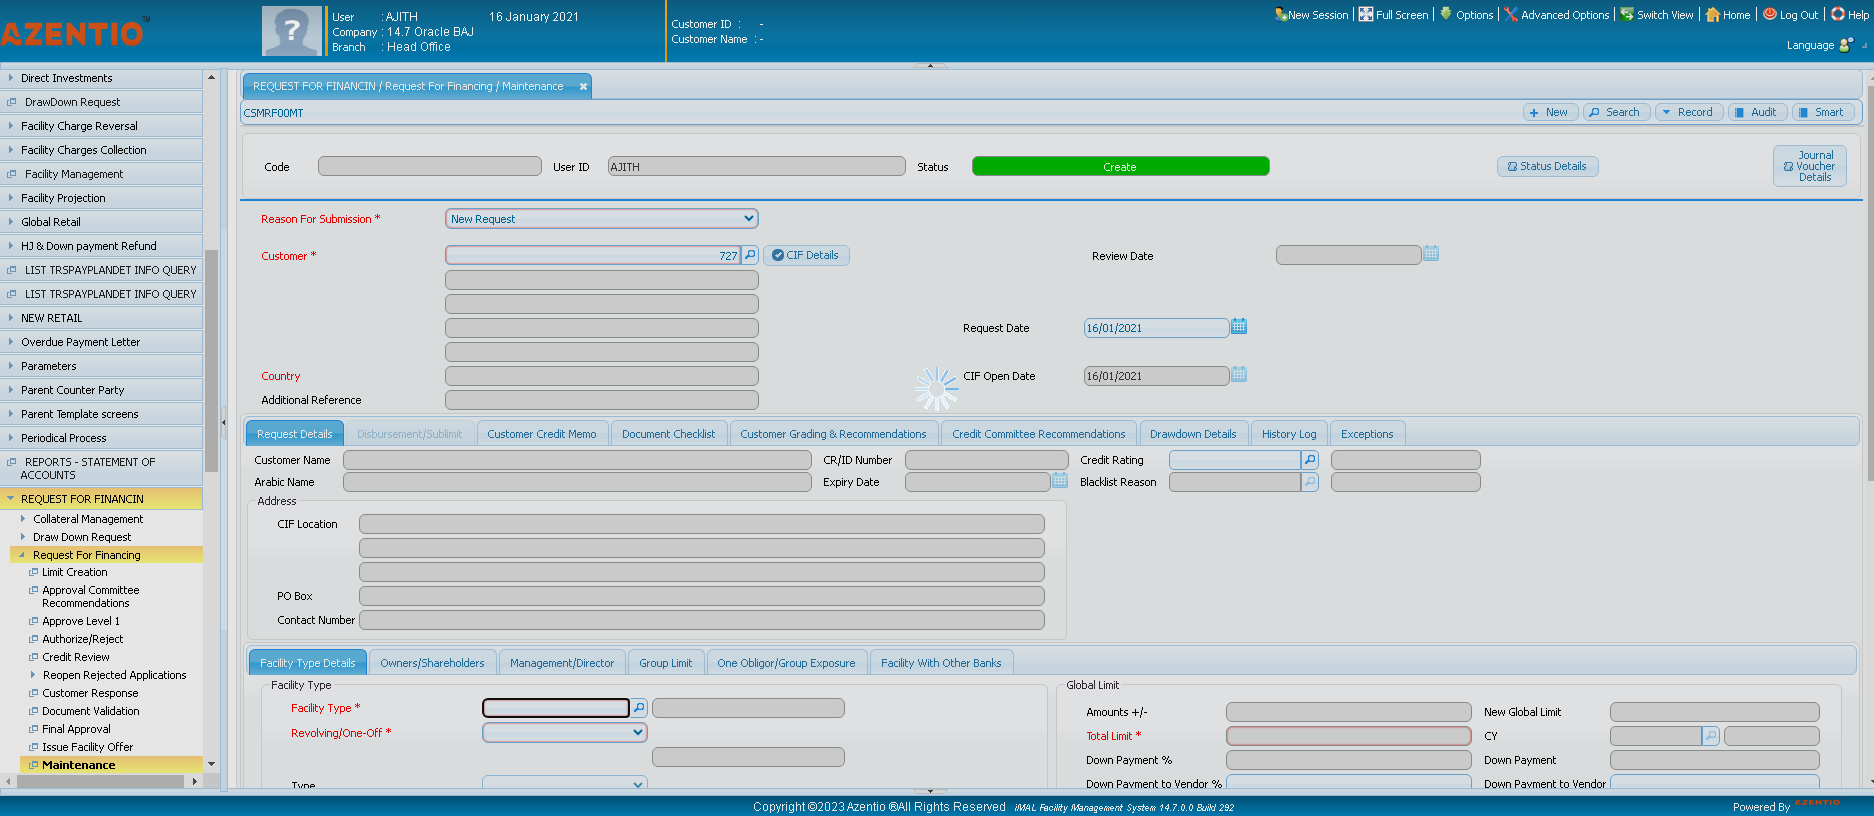 AZENTIO™
User : AJITH 16 January 2021
Company : 14.7 Oracle BAJ
Branch : Head Office
Customer ID : -
Customer Name : -
New Session Full Screen Options Advanced Options Switch View Home Log Out Help
Language
Direct Investments
DrawDown Request
Facility Charge Reversal
Facility Charges Collection
Facility Management
Facility Projection
Global Retail
HJ & Down payment Refund
LIST TRSPAYPLANDET INFO QUERY
LIST TRSPAYPLANDET INFO QUERY
NEW RETAIL
Overdue Payment Letter
Parameters
Parent Counter Party
Parent Template screens
Periodical Process
REPORTS - STATEMENT OF
ACCOUNTS
REQUEST FOR FINANCIN
Collateral Management
Draw Down Request
Request For Financing
Limit Creation
Approval Committee
Recommendations
Approve Level 1
Authorize/Reject
Credit Review
Reopen Rejected Applications
Customer Response
Document Validation
Final Approval
Issue Facility Offer
Maintenance
REQUEST FOR FINANCIN / Request For Financing / Maintenance
CSMRF00MT
New Search Record Audit Smart
Code User ID AJITH Status Create Status Details
Journal
Voucher
Details
Reason For Submission * New Request
Customer * 727 CIF Details Review Date
Request Date 16/01/2021
Country CIF Open Date 16/01/2021
Additional Reference
Request Details Disbursement/Sublimit Customer Credit Memo Document Checklist Customer Grading & Recommendations Credit Committee Recommendations Drawdown Details History Log Exceptions
Customer Name CR/ID Number Credit Rating
Arabic Name Expiry Date Blacklist Reason
Address
CIF Location
PO Box
Contact Number
Facility Type Details Owners/Shareholders Management/Director Group Limit One Obligor/Group Exposure Facility With Other Banks
Facility Type Global Limit
Facility Type * Amounts +/- New Global Limit
Revolving/One-Off * Total Limit * CY
Down Payment % Down Payment
Type Down Payment to Vendor % Down Payment to Vendor
Copyright ©2023 Azentio ®All Rights Reserved iMAL Facility Management System 14.7.0.0 Build 292
Powered By AZENTIO